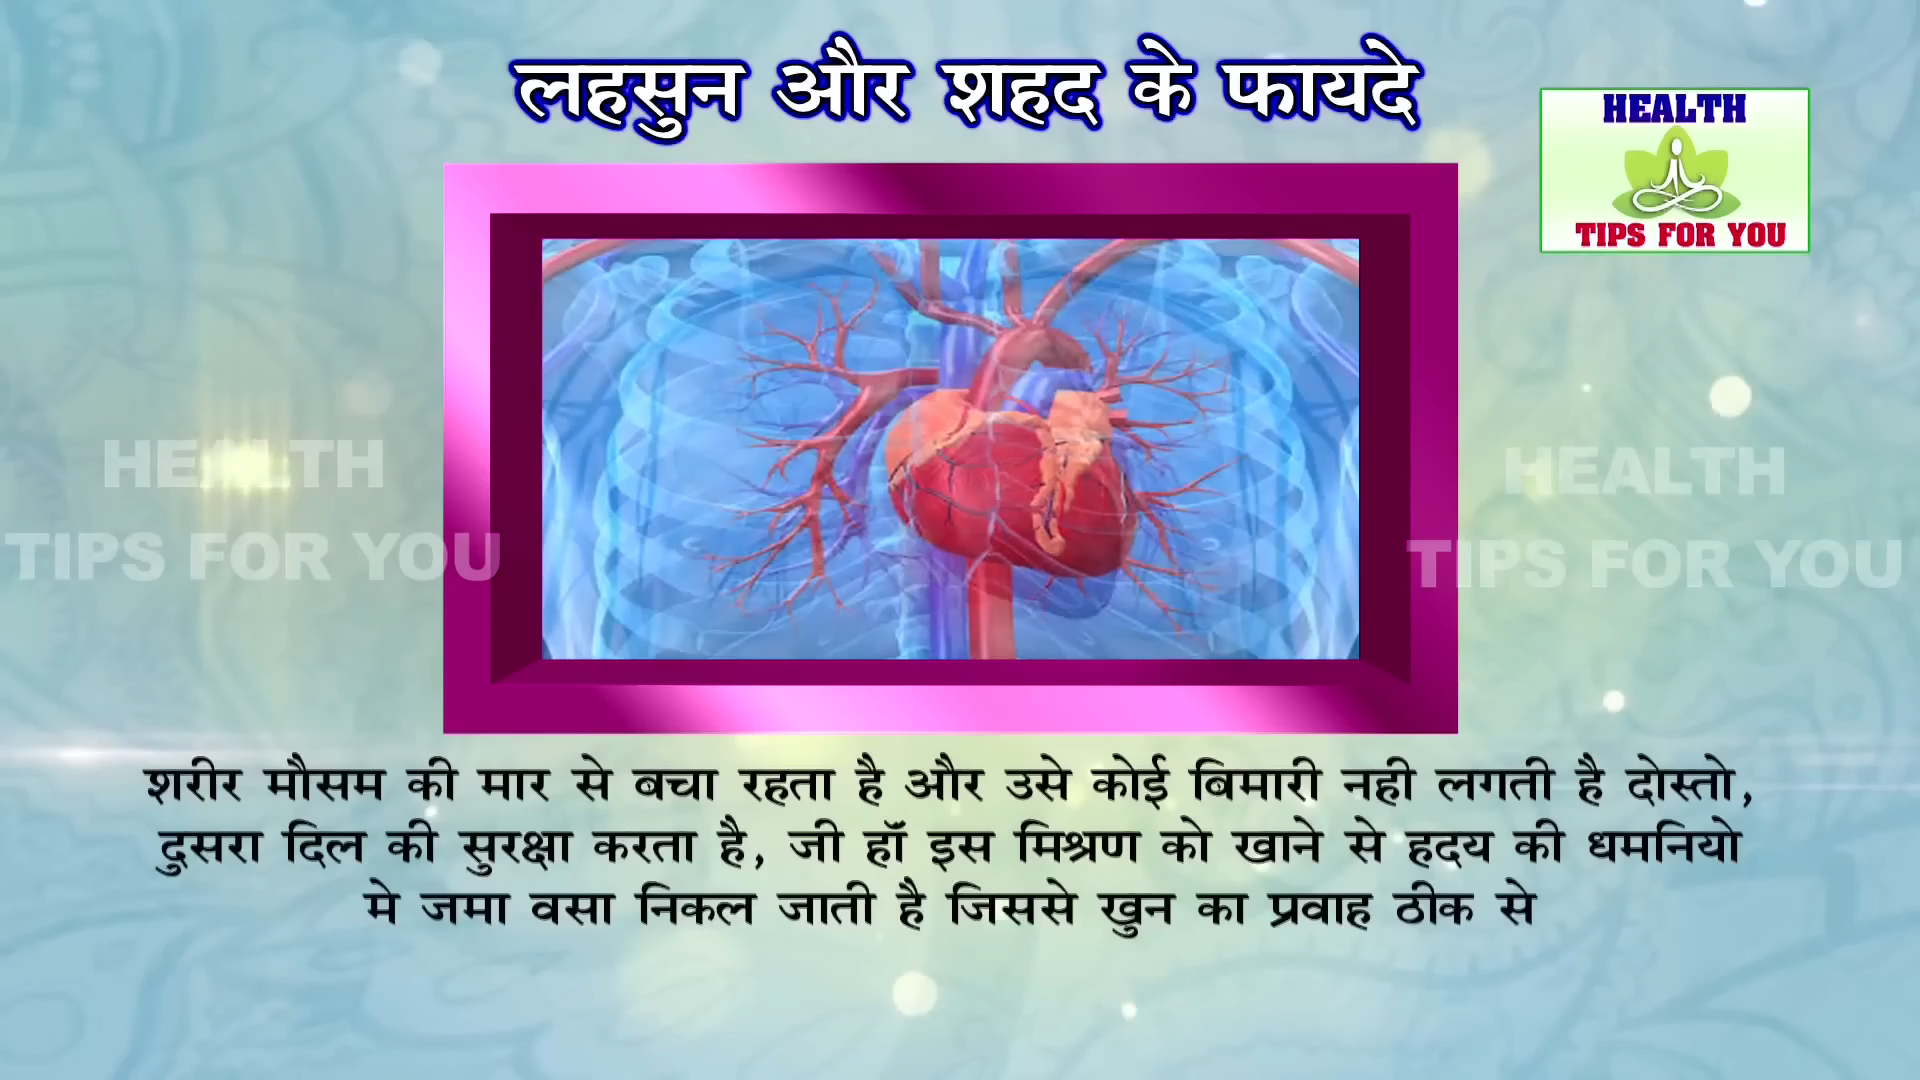 लहसुन और शहद के फायदे
HEALTH
TIPS FOR YOU
HEALTH
TIPS FOR YOU
HEALTH
TIPS FOR YOU
शरीर मौसम की मार से बचा रहता है और उसे कोई बिमारी नही लगती है दोस्तो,
दुसरा दिल की सुरक्षा करता है, जी हॉ इस मिश्रण को खाने से हदय की धमनियो
मे जमा वसा निकल जाती है जिससे खुन का प्रवाह ठीक से